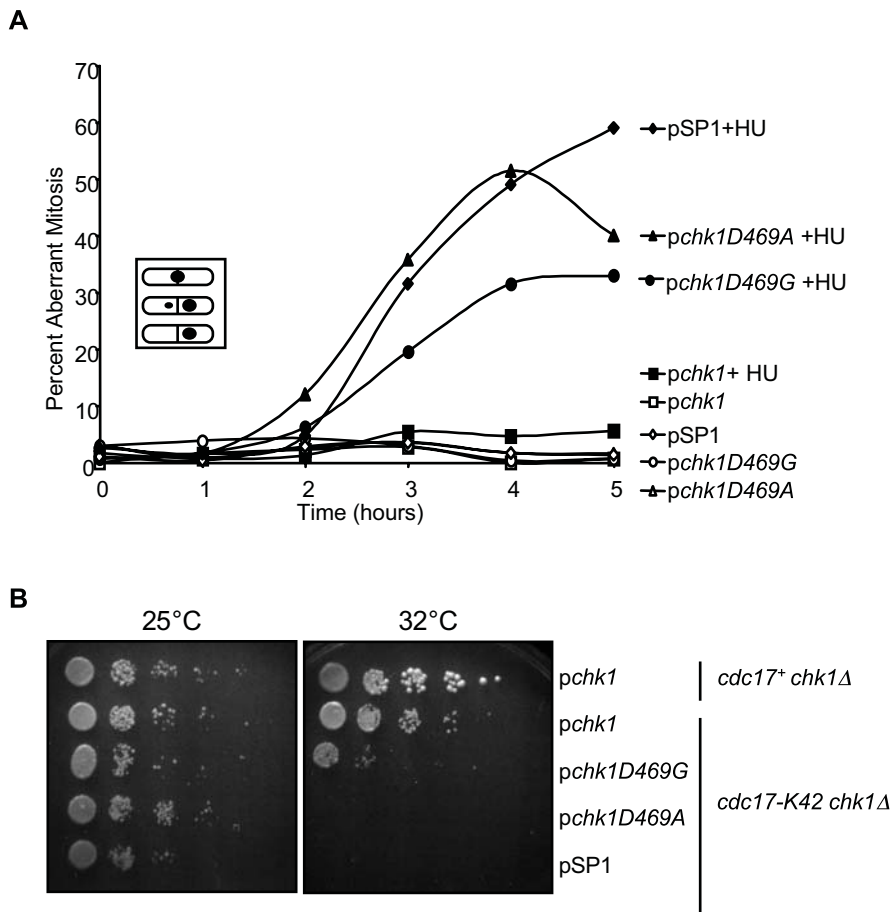 A
Percent Aberrant Mitosis
70
60
50
40
30
20
10
0
0 1 2 3 4 5
Time (hours)
pSP1+HU
pchk1D469A +HU
pchk1D469G +HU
pchk1+ HU
pchk1
pSP1
pchk1D469G
pchk1D469A
B
25°C 32°C
pchk1 cdc17+ chk1Δ
pchk1
pchk1D469G
cdc17-K42 chk1Δ
pchk1D469A
pSP1